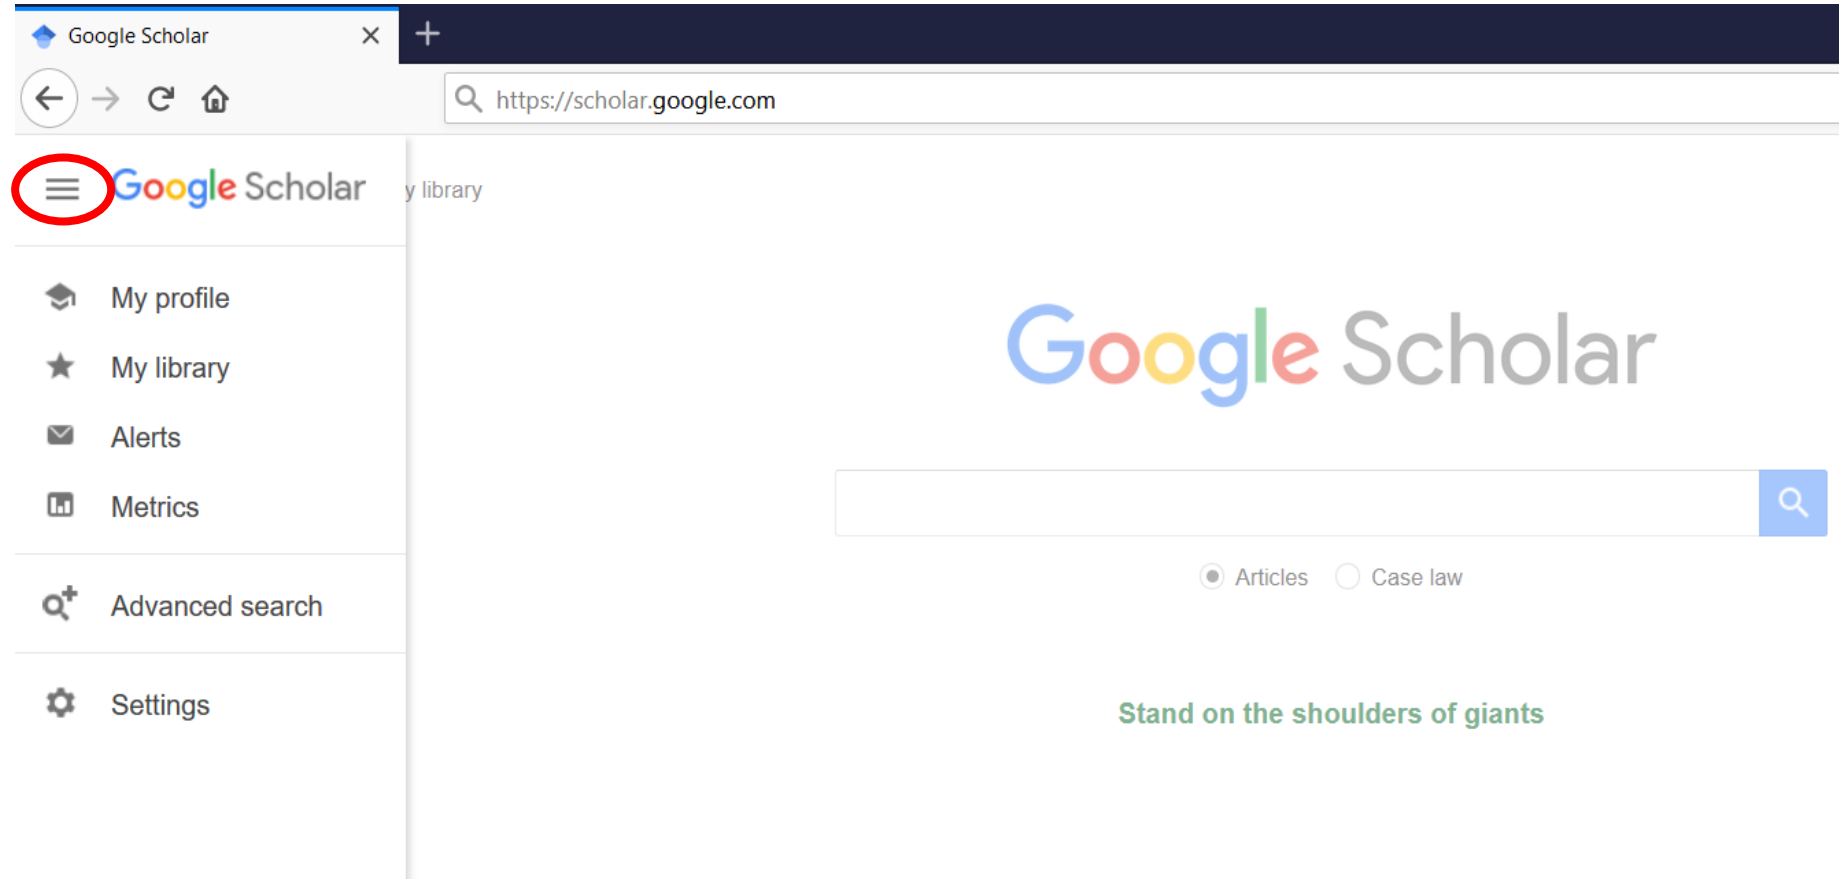 Google Scholar
https://scholar.google.com
Google Scholar
y library
My profile
My library
Alerts
Metrics
Advanced search
Settings
Google Scholar
Articles Case law
Stand on the shoulders of giants